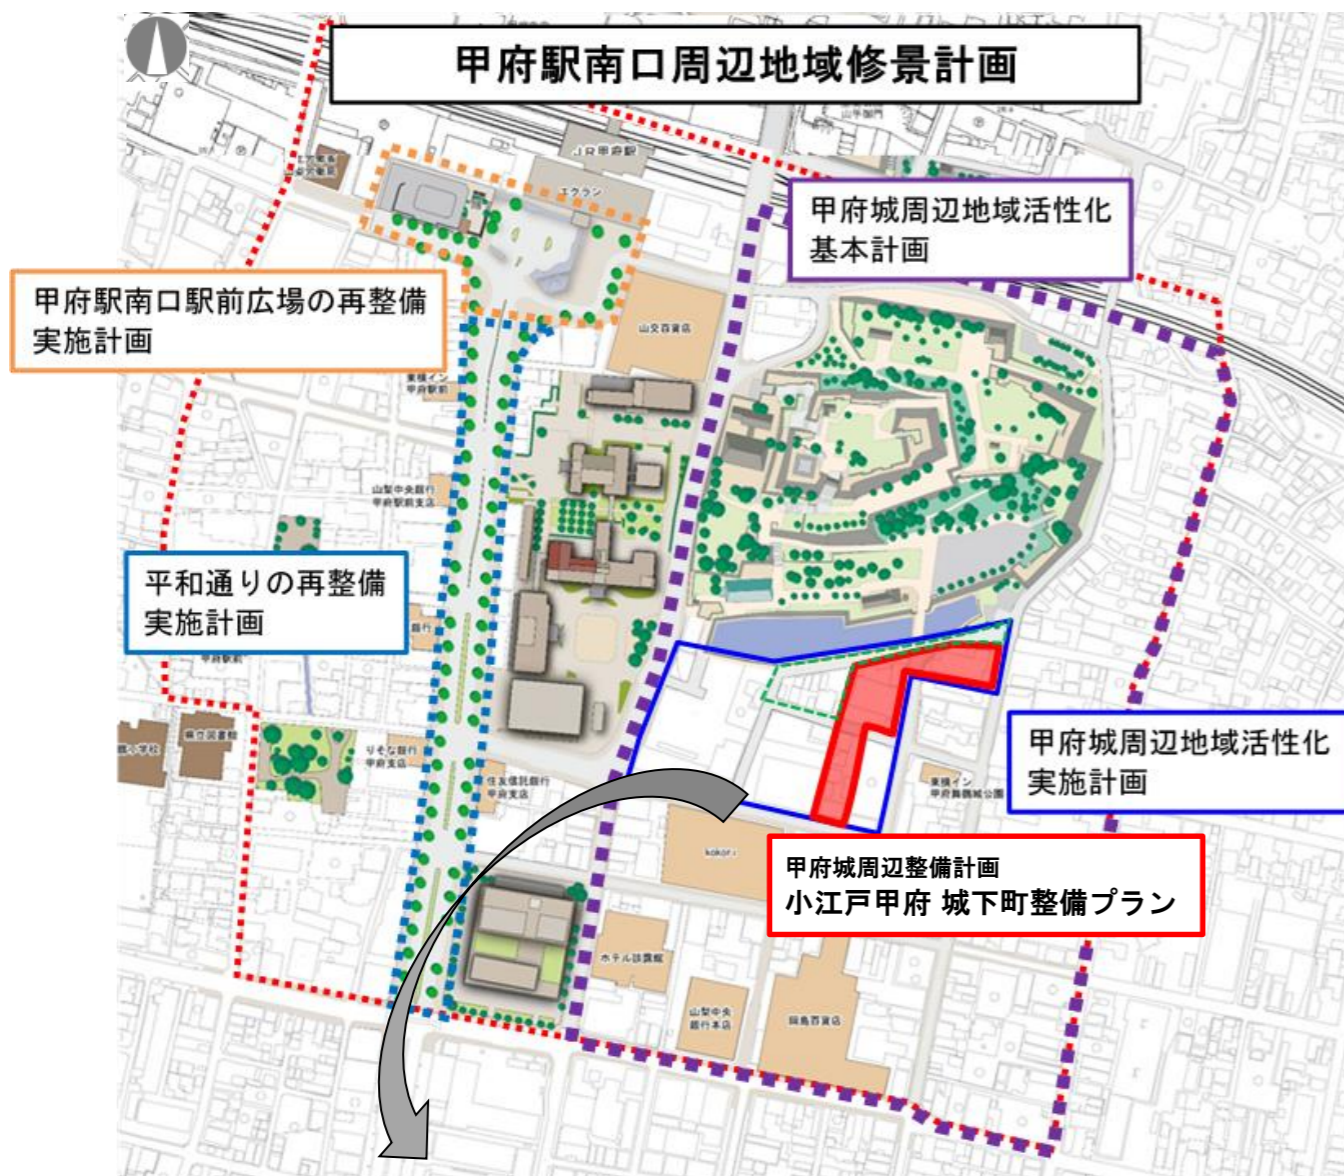 甲府駅南口周辺地域修景計画
JR甲府駅
エクラン
甲府城周辺地域活性化
基本計画
甲府駅南口駅前広場の再整備
実施計画
山交百貨店
東横イン
甲府駅前
山梨中央銀行
甲府駅前支店
平和通りの再整備
実施計画
銀行
甲府駅前
県立図書館
りそな銀行
甲府支店
住友信託銀行
甲府支店
甲府城周辺地域活性化
実施計画
東横イン
甲府舞鶴城公園
kokori
甲府城周辺整備計画
小江戸甲府 城下町整備プラン
ホテル談露館
山梨中央
銀行本店
岡島百貨店